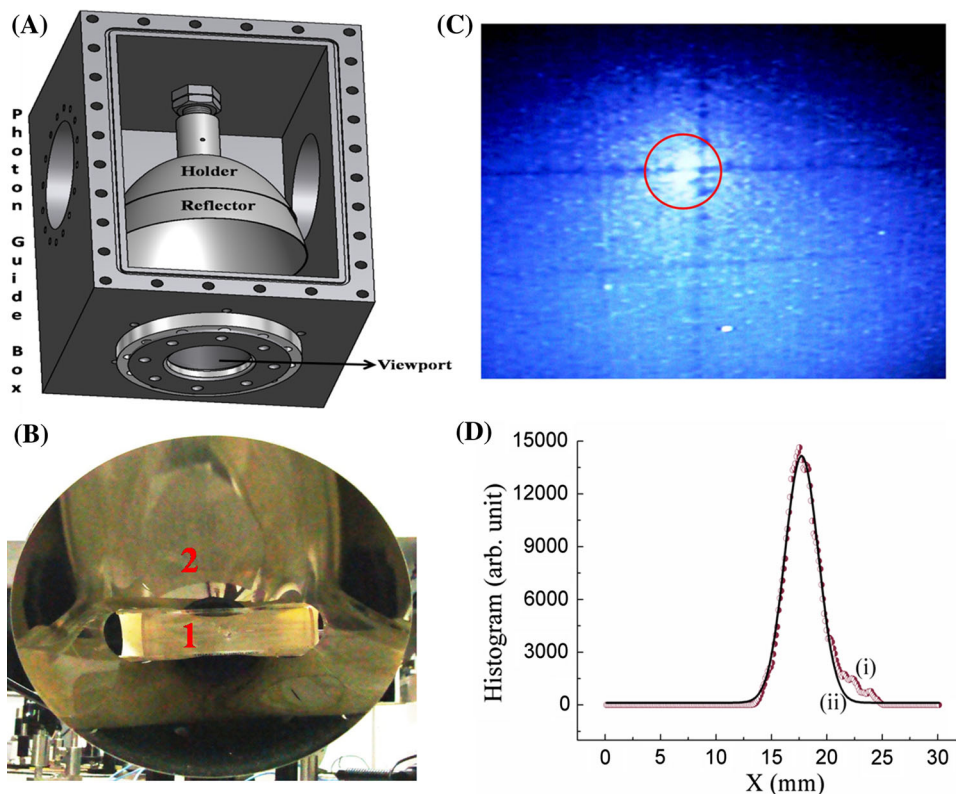 (A)
Photon Guide Box
Holder
Reflector
Viewport
(B)
2
1
(C)
(D)
Histogram (arb. unit)
15000
12000
9000
6000
3000
0
(i)
(ii)
0 5 10 15 20 25 30
X (mm)